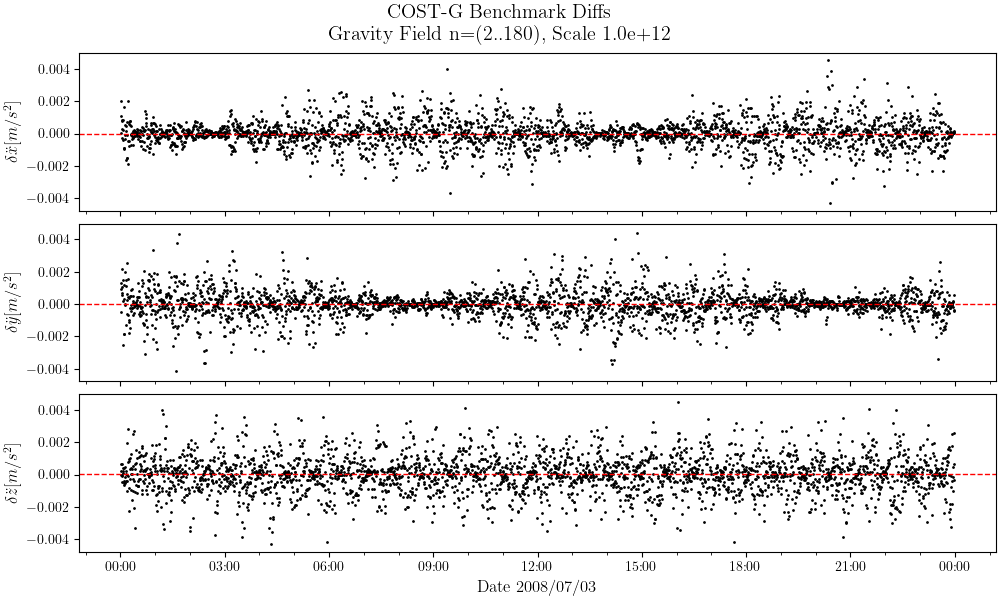 COST-G Benchmark Diffs
Gravity Field n=(2..180), Scale 1.0e+12
0.004
0.002
0.000
−0.002
−0.004
δẍ[m/s²]
0.004
0.002
0.000
−0.002
−0.004
δÿ[m/s²]
0.004
0.002
0.000
−0.002
−0.004
δz̈[m/s²]
00:00 03:00 06:00 09:00 12:00 15:00 18:00 21:00 00:00
Date 2008/07/03